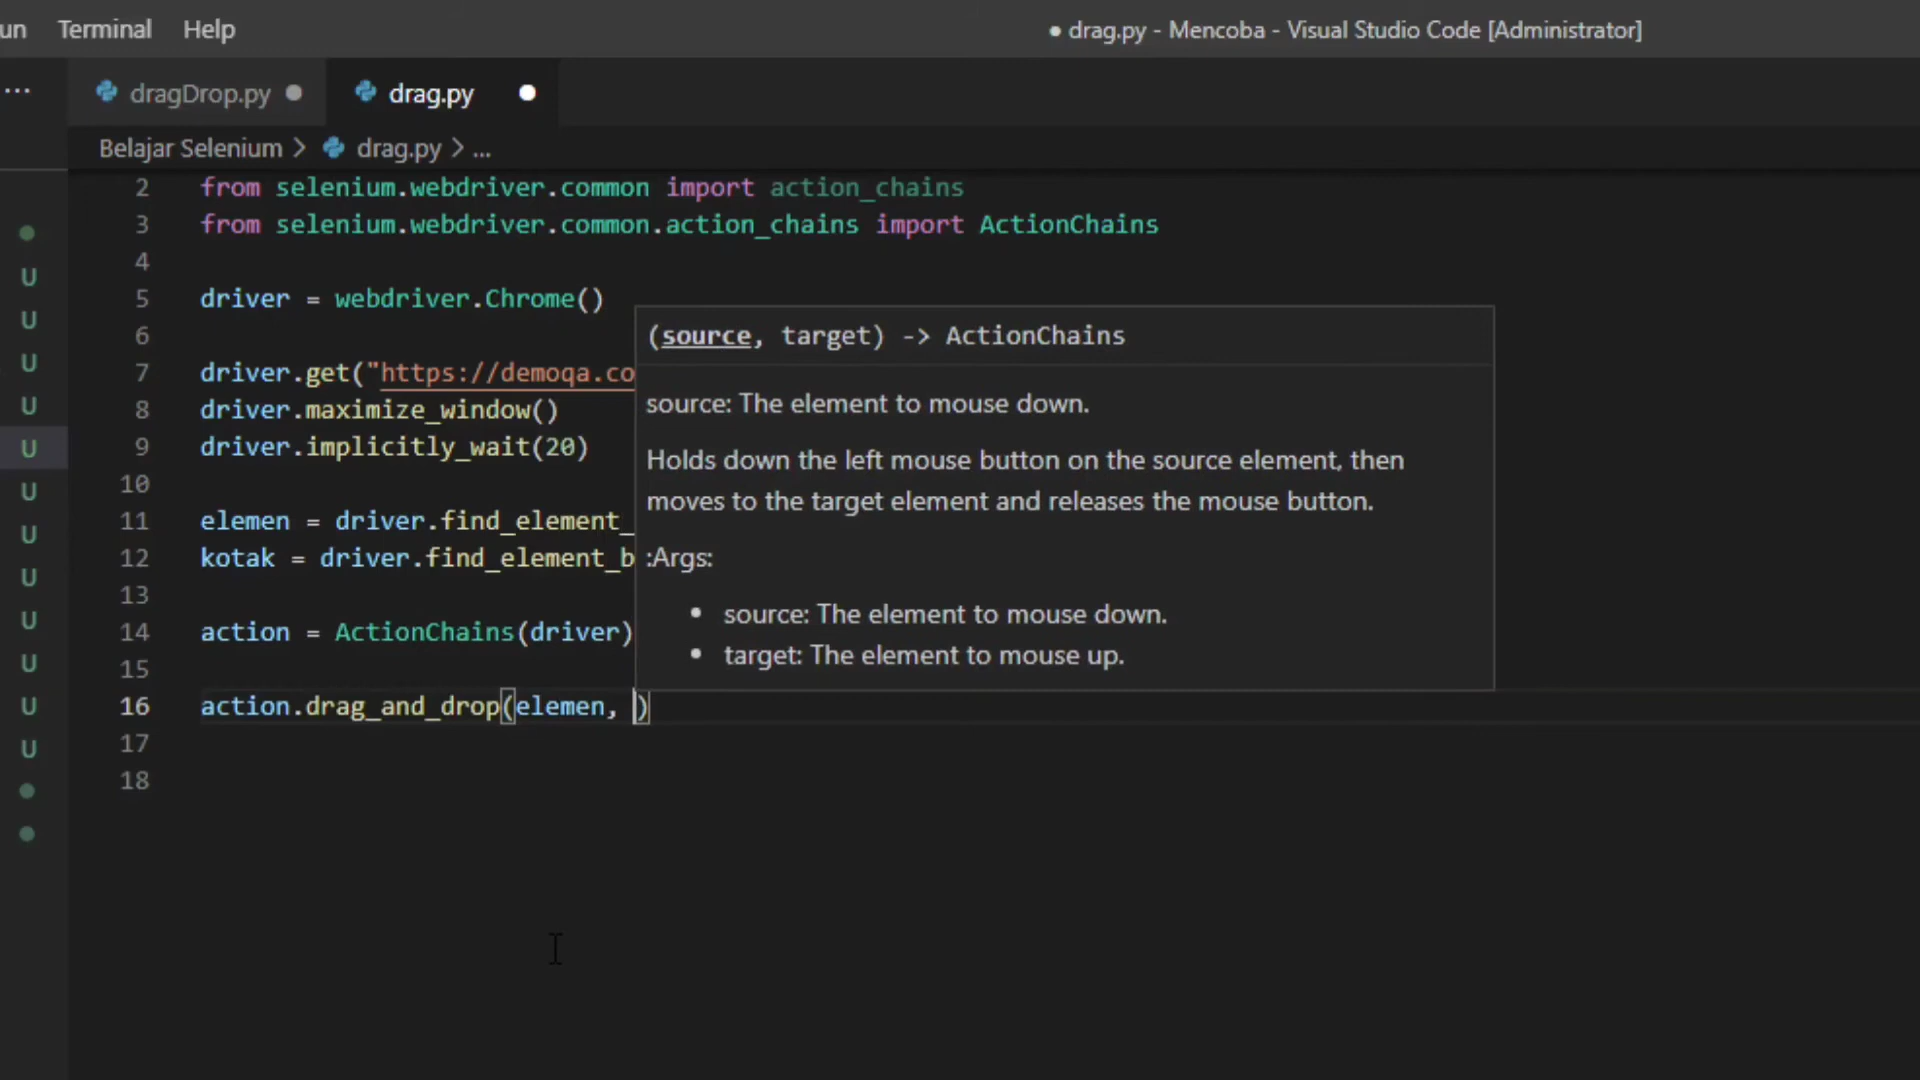 un Terminal Help
● drag.py - Mencoba - Visual Studio Code [Administrator]
... dragDrop.py ● drag.py ●
Belajar Selenium > drag.py > ...
2 from selenium.webdriver.common import action_chains
3 from selenium.webdriver.common.action_chains import ActionChains
4
5 driver = webdriver.Chrome()
6
7 driver.get("https://demoqa.co
8 driver.maximize_window()
9 driver.implicitly_wait(20)
10
11 elemen = driver.find_element_
12 kotak = driver.find_element_b
13
14 action = ActionChains(driver)
15
16 action.drag_and_drop(elemen, )
17
18
(source, target) -> ActionChains
source: The element to mouse down.
Holds down the left mouse button on the source element, then
moves to the target element and releases the mouse button.
:Args:
• source: The element to mouse down.
• target: The element to mouse up.
U
U
U
U
U
U
U
U
U
U
U
U